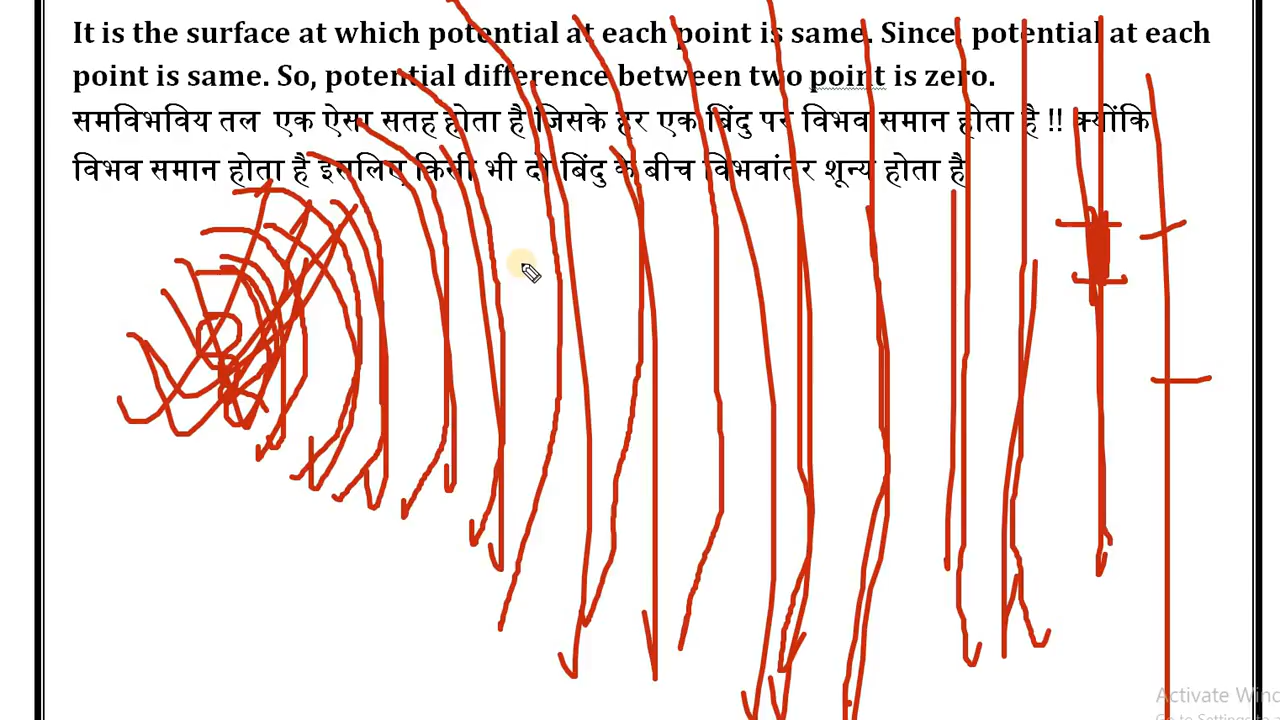 It is the surface at which potential at each point is same. Since, potential at each
point is same. So, potential difference between two point is zero.
समविभविय तल एक ऐसा सतह होता है जिसके हर एक बिंदु पर विभव समान होता है !! क्योंकि
विभव समान होता है इसलिए किसी भी दो बिंदु के बीच विभवांतर शून्य होता है
Activate Wind